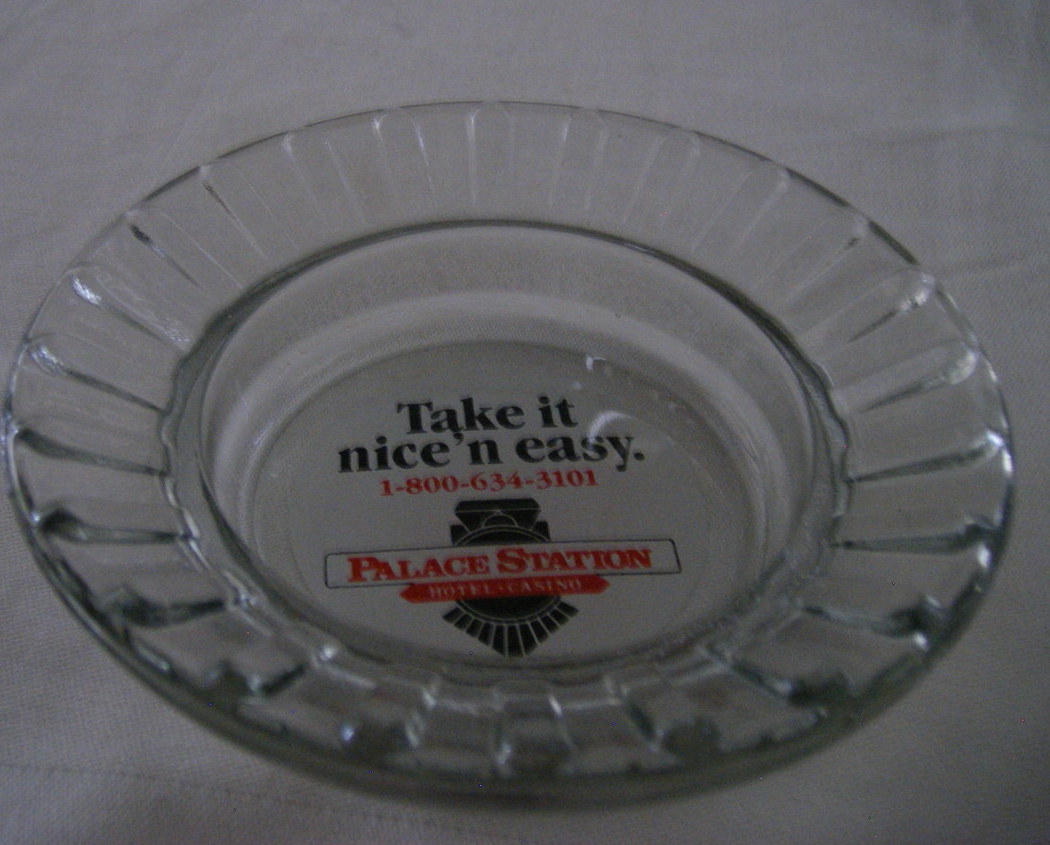 Take it
nice'n easy.
1-800-634-3101
PALACE STATION
HOTEL · CASINO